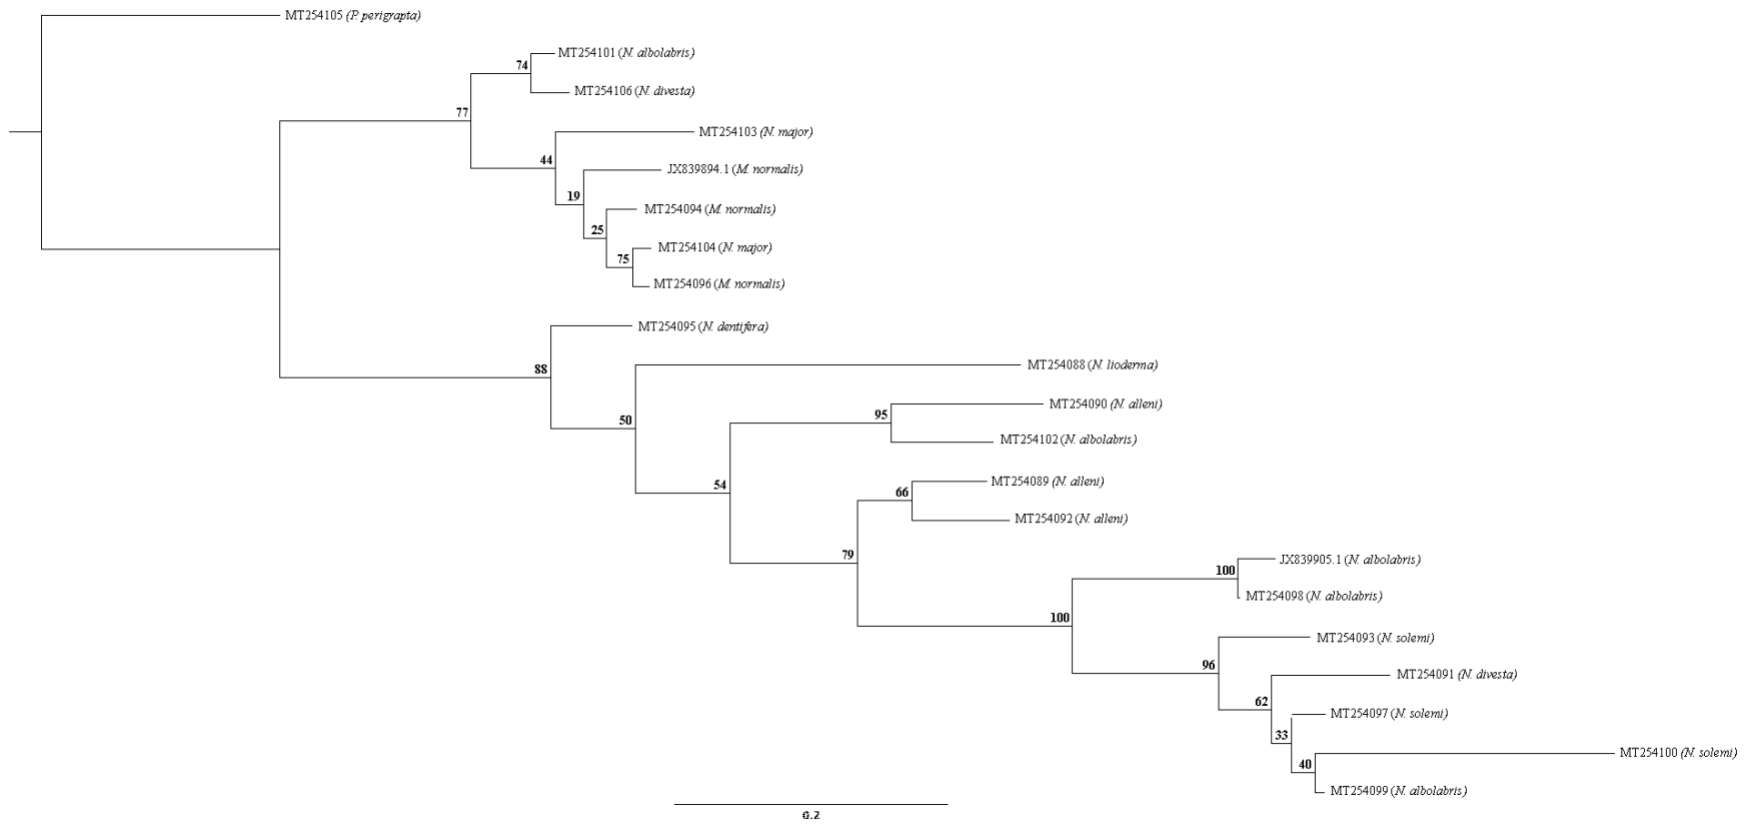 MT254105 (P. perigrapta)
MT254101 (N. albolabris)
74
MT254106 (N. divesta)
77
MT254103 (N. major)
44
JX839894.1 (M. normalis)
19
MT254094 (M. normalis)
25
MT254104 (N. major)
75
MT254096 (M. normalis)
MT254095 (N. dentifera)
88
MT254088 (N. lioderma)
50
MT254090 (N. alleni)
95
MT254102 (N. albolabris)
54
MT254089 (N. alleni)
66
MT254092 (N. alleni)
79
JX839905.1 (N. albolabris)
100
MT254098 (N. albolabris)
100
MT254093 (N. solemi)
96
MT254091 (N. divesta)
62
MT254097 (N. solemi)
33
MT254100 (N. solemi)
40
MT254099 (N. albolabris)
0.2